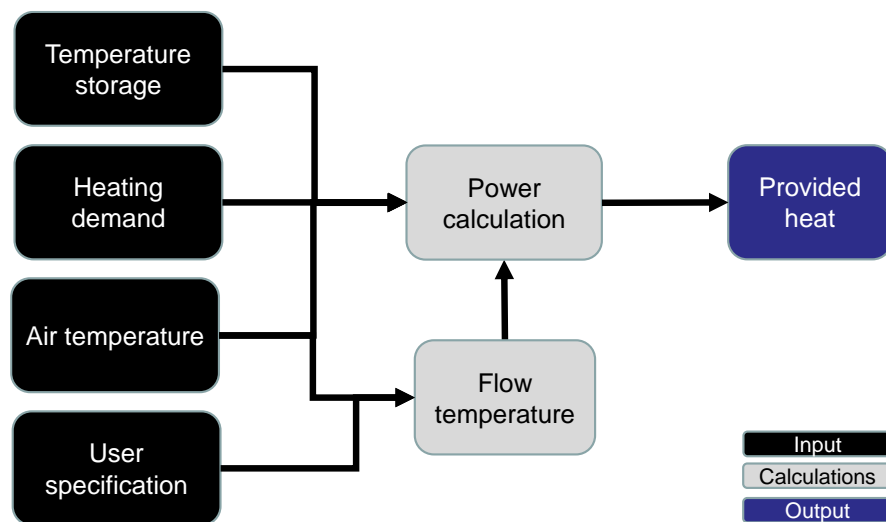 Temperature
storage
Heating
demand
Air temperature
User
specification
Power
calculation
Flow
temperature
Provided
heat
Input
Calculations
Output